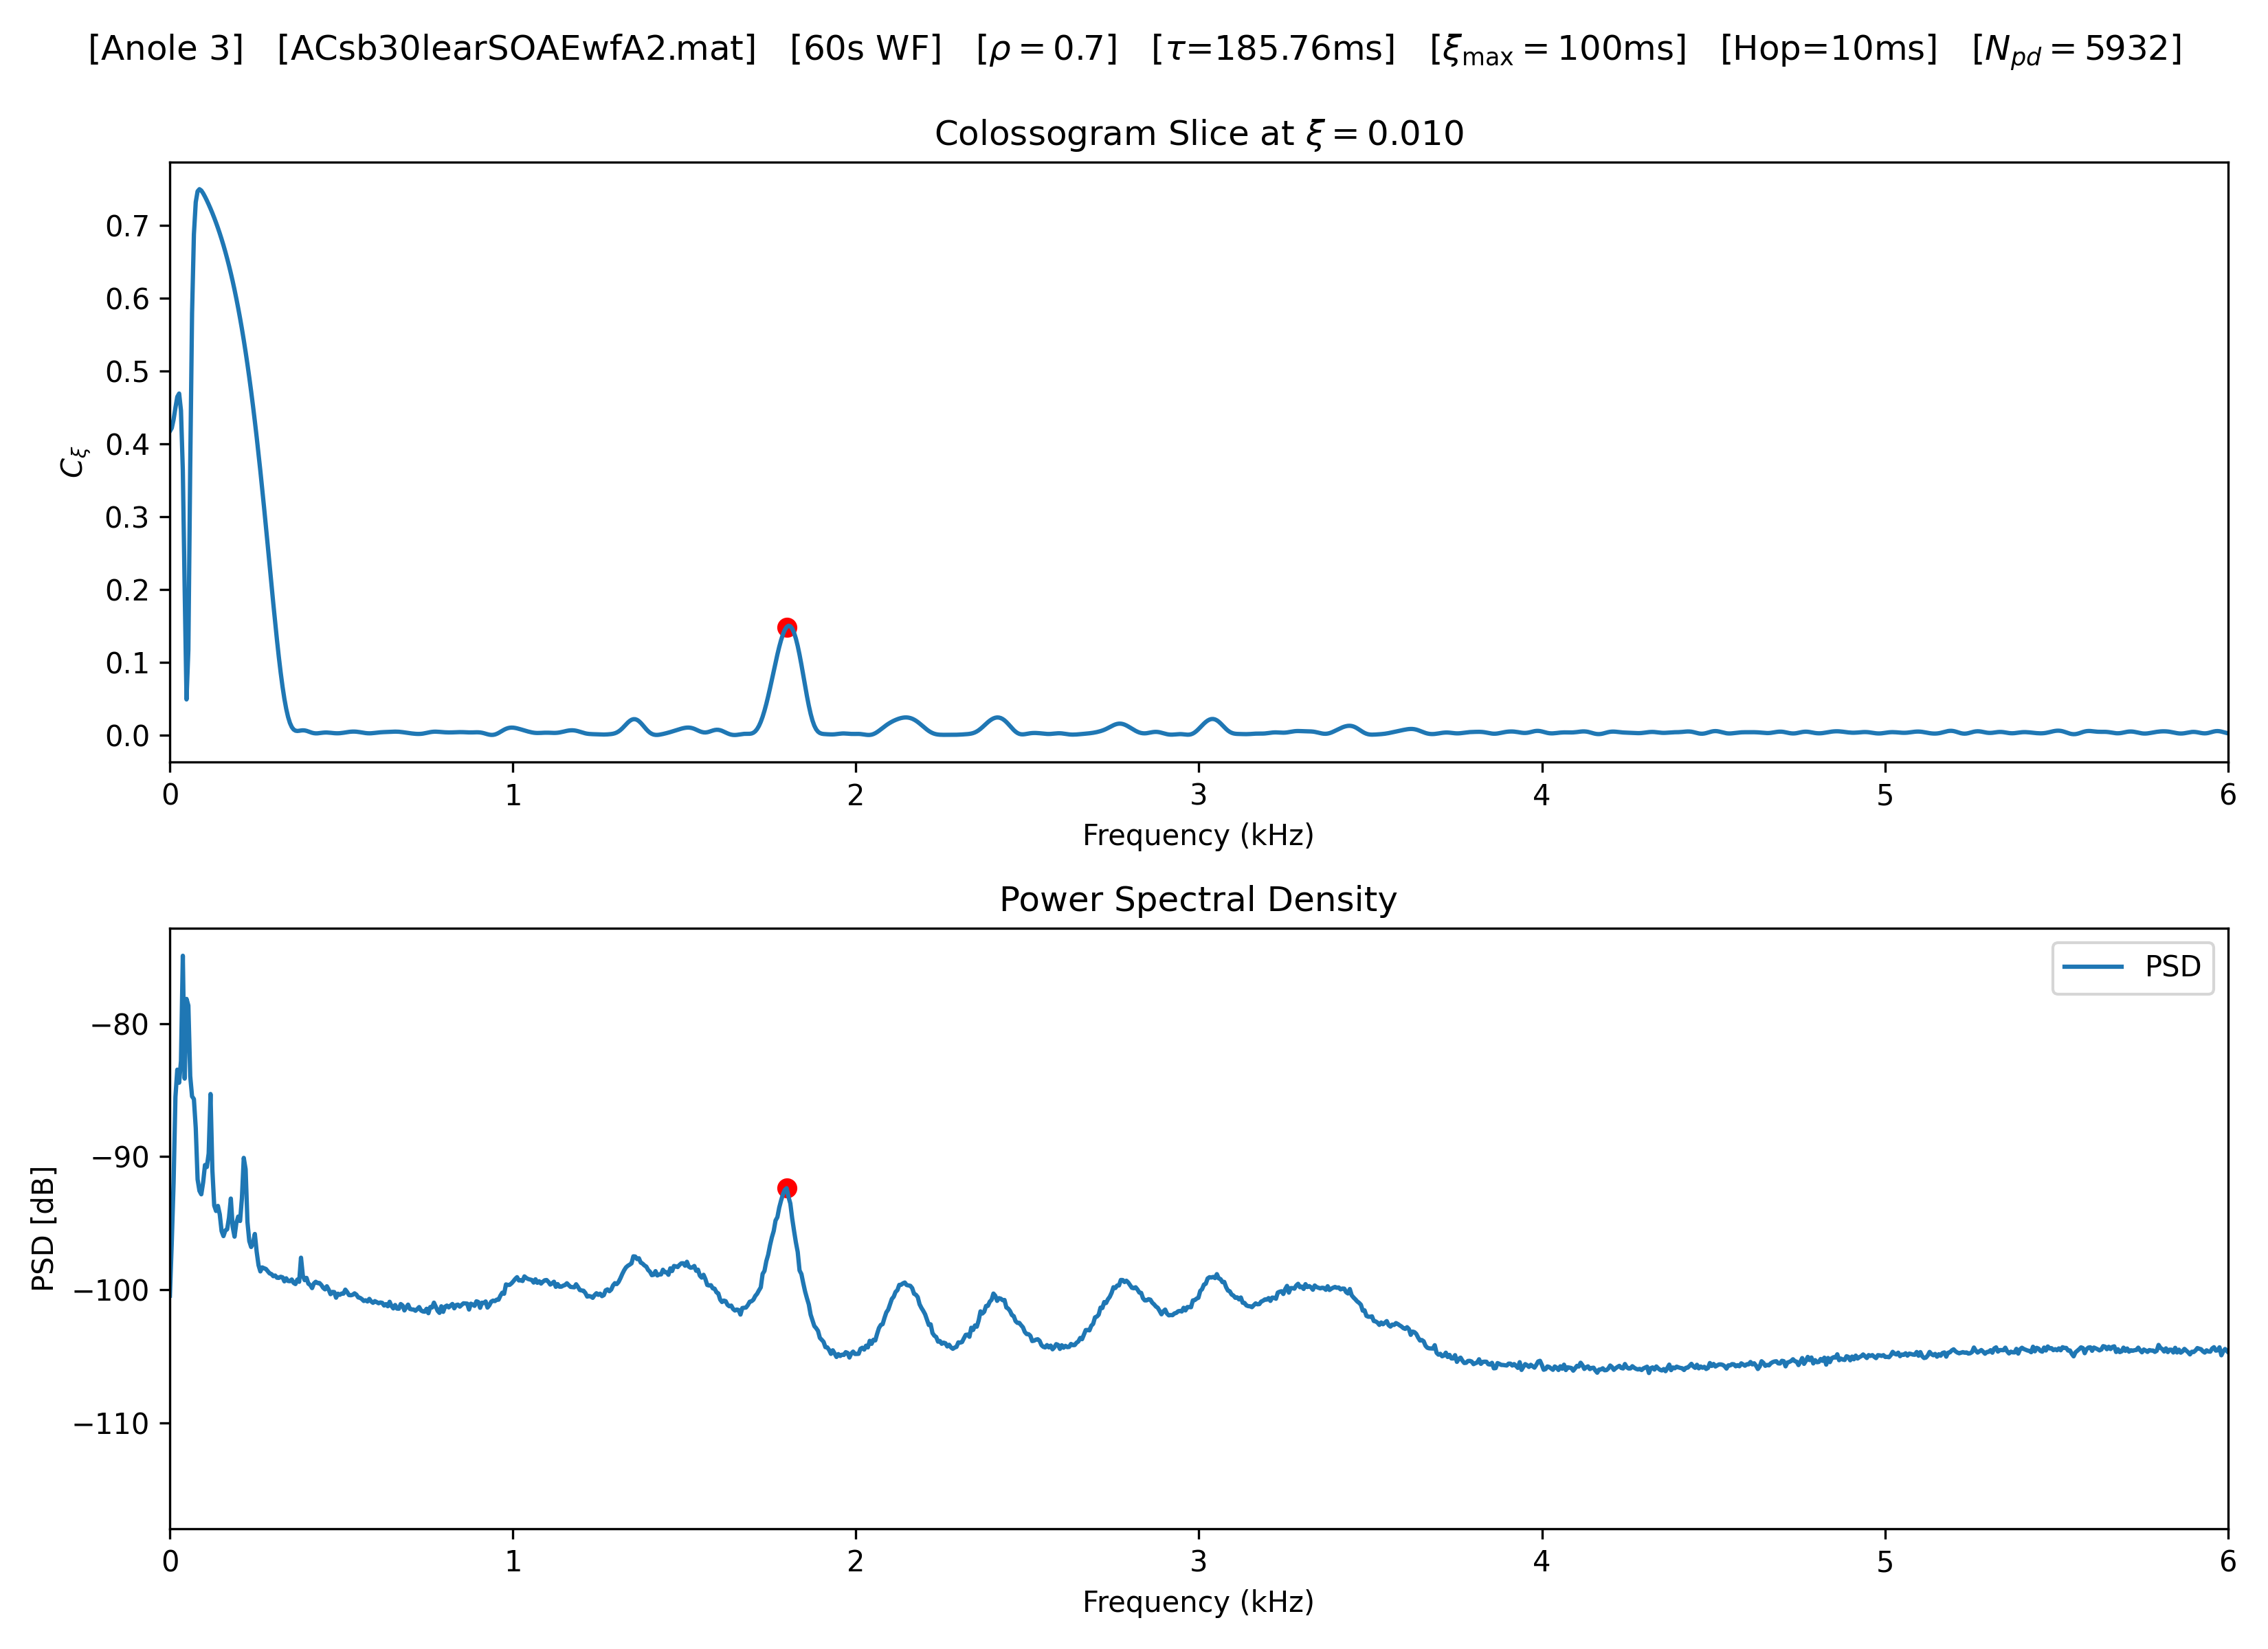 [Anole 3] [ACsb30learSOAEwfA2.mat] [60s WF] [ρ = 0.7] [τ=185.76ms] [ξmax = 100ms] [Hop=10ms] [Npd = 5932]
Colossogram Slice at ξ = 0.010
Cξ
0.7
0.6
0.5
0.4
0.3
0.2
0.1
0.0
0 1 2 3 4 5 6
Frequency (kHz)
Power Spectral Density
PSD
PSD [dB]
−80
−90
−100
−110
0 1 2 3 4 5 6
Frequency (kHz)